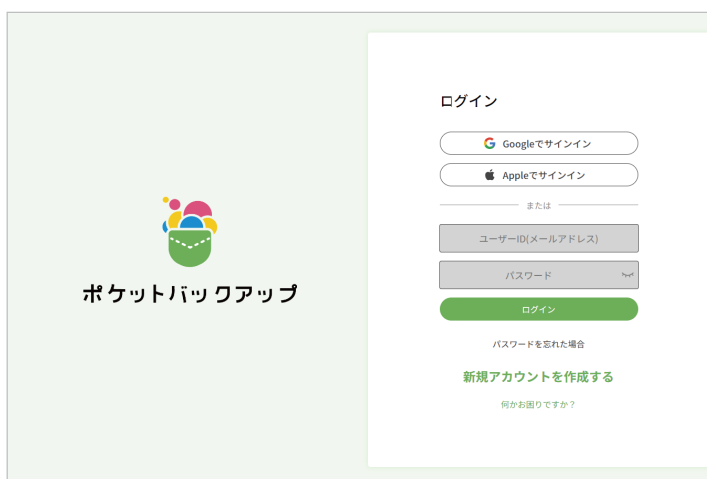 ポケットバックアップ
ログイン
Googleでサインイン
Appleでサインイン
または
ユーザーID(メールアドレス)
パスワード
ログイン
パスワードを忘れた場合
新規アカウントを作成する
何かお困りですか？